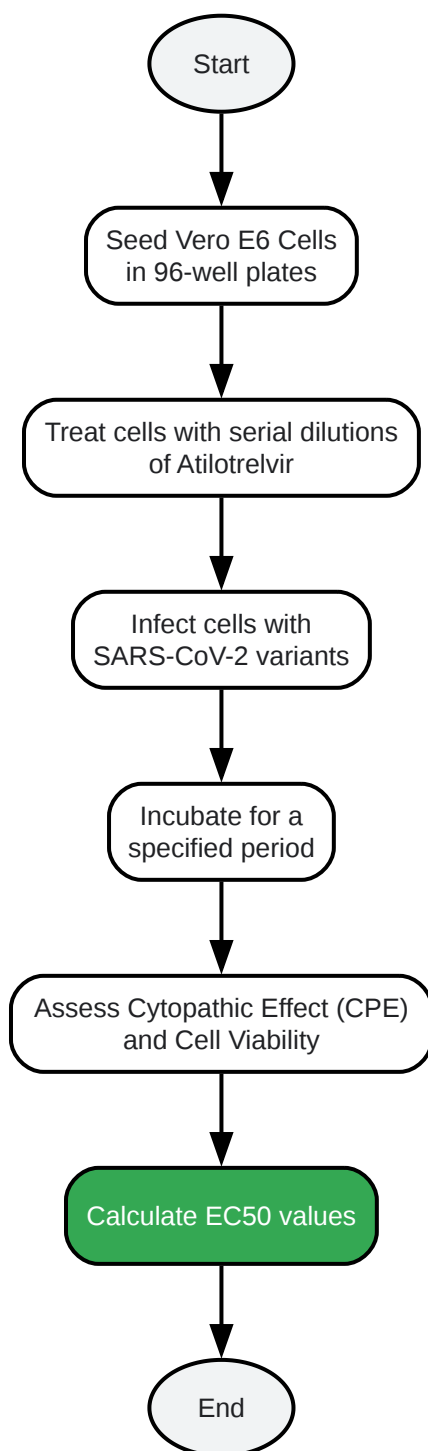 Start
Seed Vero E6 Cells
in 96-well plates
Treat cells with serial dilutions
of Atilotrelvir
Infect cells with
SARS-CoV-2 variants
Incubate for a
specified period
Assess Cytopathic Effect (CPE)
and Cell Viability
Calculate EC50 values
End